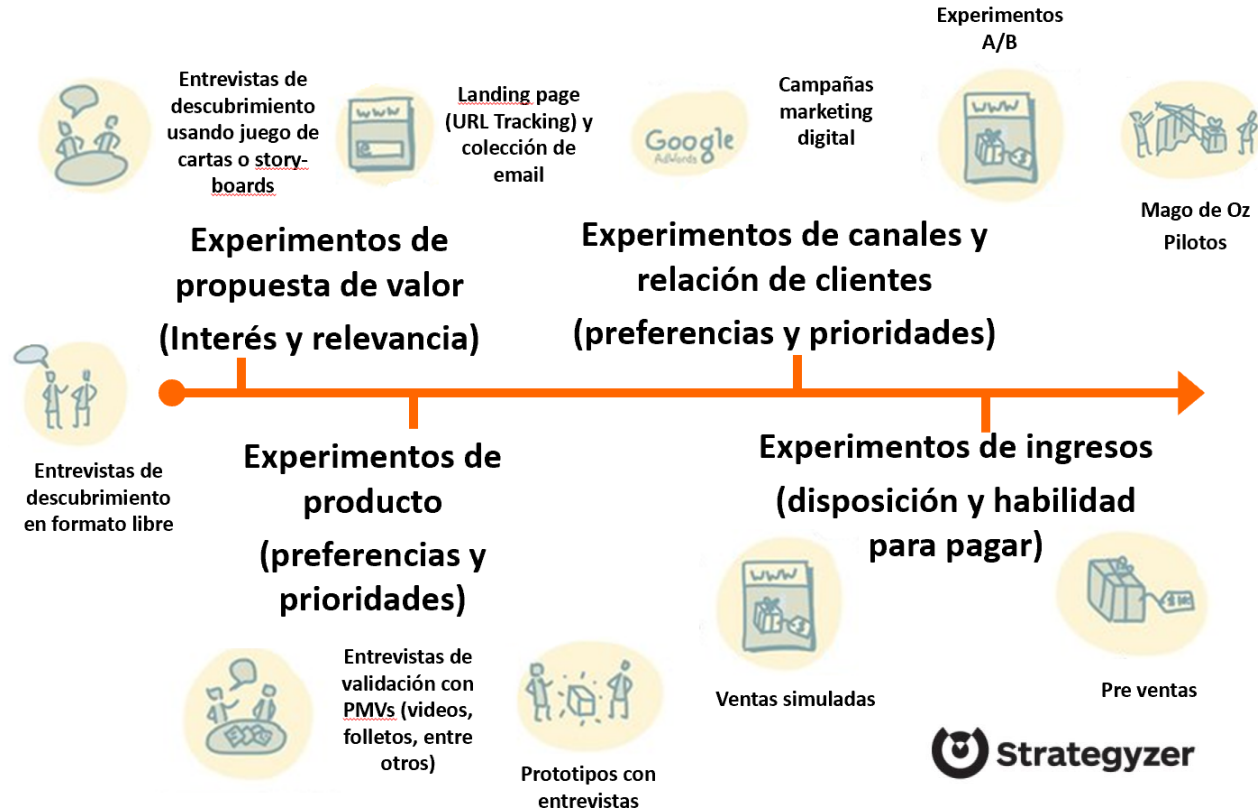 Experimentos
A/B
Entrevistas de
descubrimiento
usando juego de
cartas o story-
boards
www
Landing page
(URL Tracking) y
colección de
email
Google
AdWords
Campañas
marketing
digital
www
Mago de Oz
Pilotos
Experimentos de
propuesta de valor
(Interés y relevancia)
Experimentos de canales y
relación de clientes
(preferencias y prioridades)
Entrevistas de
descubrimiento
en formato libre
Experimentos de
producto
(preferencias y
prioridades)
Experimentos de ingresos
(disposición y habilidad
para pagar)
Entrevistas de
validación con
PMVs (videos,
folletos, entre
otros)
Prototipos con
entrevistas
www
Ventas simuladas
Pre ventas
Strategyzer